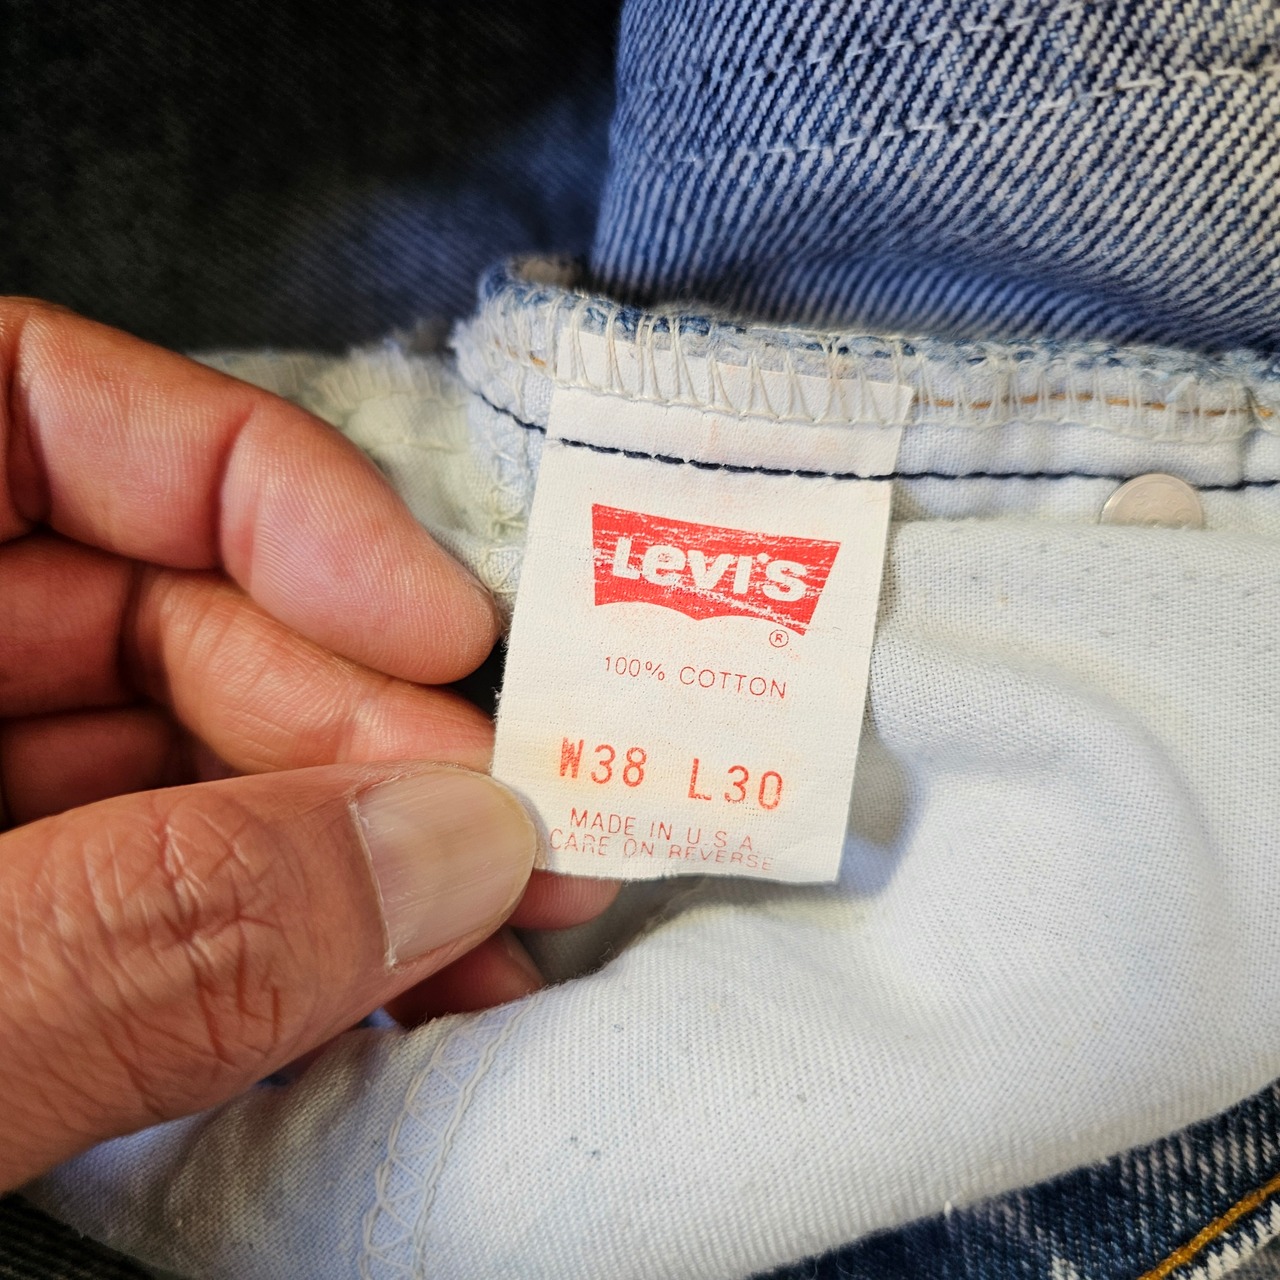 Levi's
®
100% COTTON
W38 L30
MADE IN U.S.A.
CARE ON REVERSE